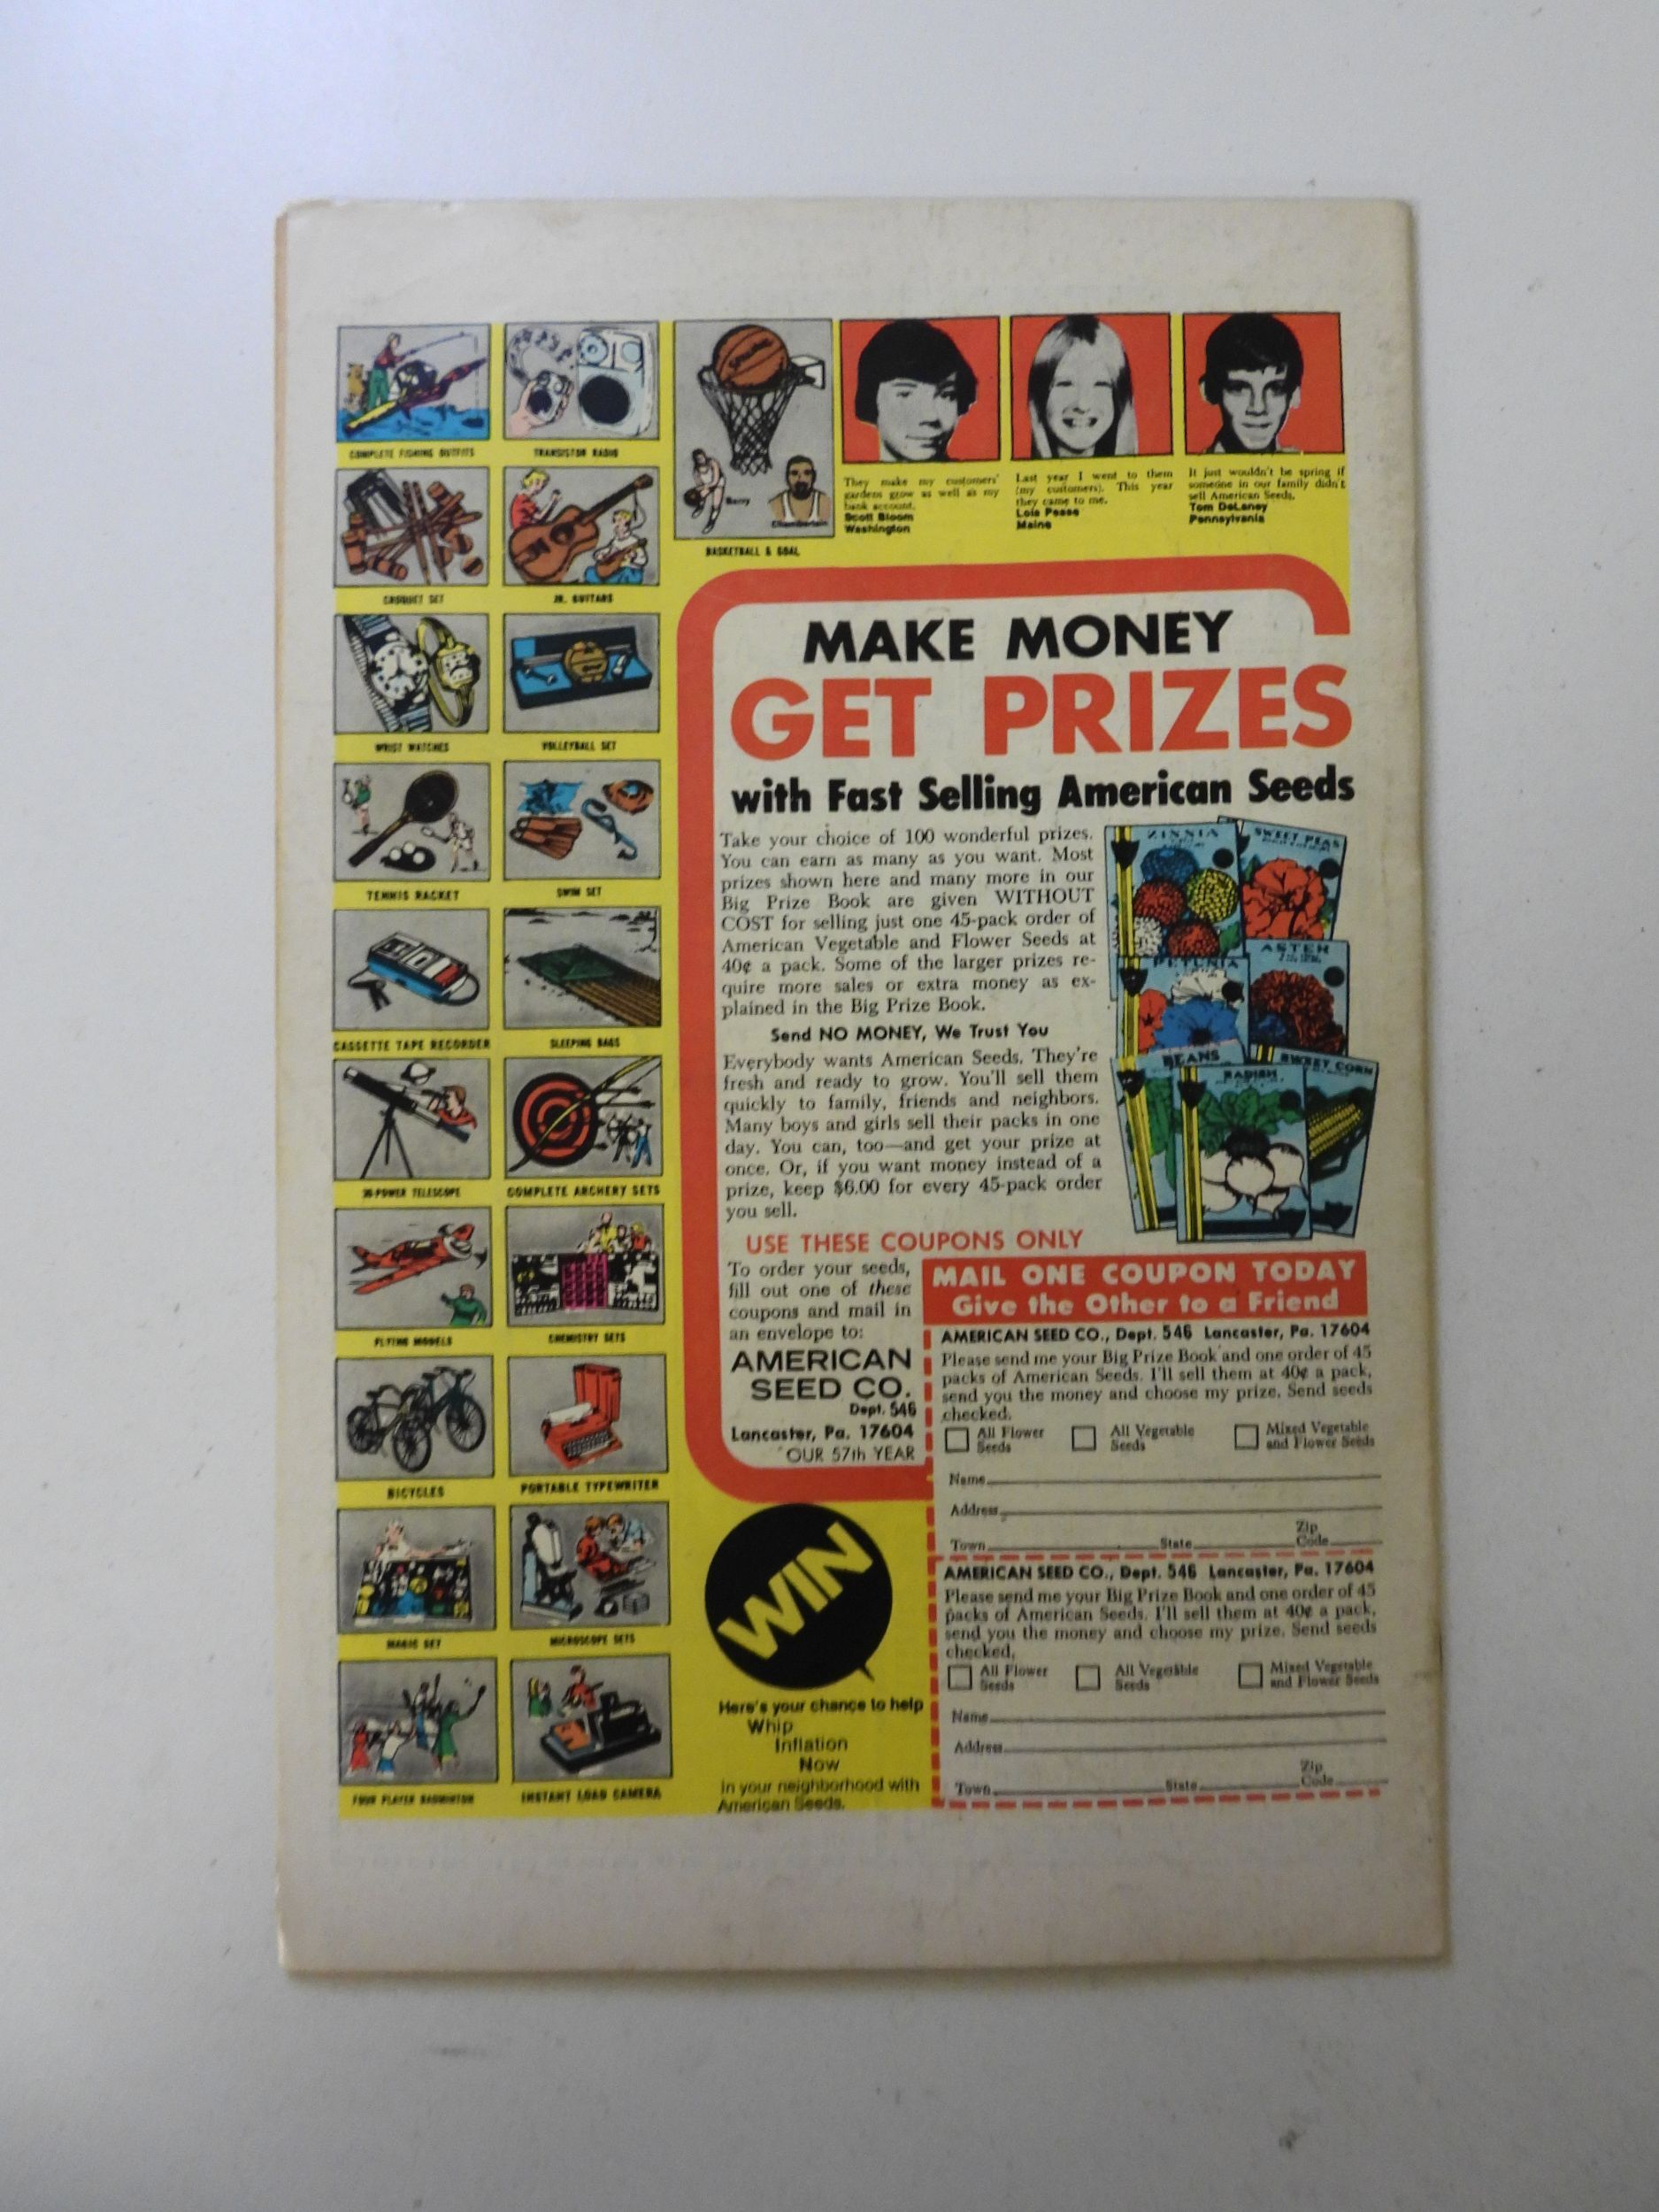 COMPLETE FISHING OUTFITS
TRANSISTOR RADIO
CROQUET SET
JR. GUITARS
WRIST WATCHES
VOLLEYBALL SET
TENNIS RACKET
SWIM SET
CASSETTE TAPE RECORDER
SLEEPING BAGS
30-POWER TELESCOPE
COMPLETE ARCHERY SETS
FLYING MODELS
CHEMISTRY SETS
BICYCLES
PORTABLE TYPEWRITER
MAGIC SET
MICROSCOPE SETS
FOUR PLAYER BADMINTON
INSTANT LOAD CAMERA
Spalding
Barry
Chamberlain
BASKETBALL & GOAL
They make my customers'
gardens grow as well as my
bank account.
Scott Bloom
Washington
Last year I went to them
(my customers). This year
they came to me.
Lois Pease
Maine
It just wouldn't be spring if
someone in our family didn't
sell American Seeds.
Tom DeLaney
Pennsylvania
MAKE MONEY
GET PRIZES
with Fast Selling American Seeds
Take your choice of 100 wonderful prizes.
You can earn as many as you want. Most
prizes shown here and many more in our
Big Prize Book are given WITHOUT
COST for selling just one 45-pack order of
American Vegetable and Flower Seeds at
40¢ a pack. Some of the larger prizes re-
quire more sales or extra money as ex-
plained in the Big Prize Book.
Send NO MONEY, We Trust You
Everybody wants American Seeds. They're
fresh and ready to grow. You'll sell them
quickly to family, friends and neighbors.
Many boys and girls sell their packs in one
day. You can, too—and get your prize at
once. Or, if you want money instead of a
prize, keep $6.00 for every 45-pack order
you sell.
ZINNIA
SWEET PEAS
ASTER
PETUNIA
BEANS
RADISH
SWEET CORN
USE THESE COUPONS ONLY
To order your seeds,
fill out one of these
coupons and mail in
an envelope to:
AMERICAN
SEED CO.
Dept. 546
Lancaster, Pa. 17604
OUR 57th YEAR
MAIL ONE COUPON TODAY
Give the Other to a Friend
AMERICAN SEED CO., Dept. 546 Lancaster, Pa. 17604
Please send me your Big Prize Book and one order of 45
packs of American Seeds. I'll sell them at 40¢ a pack,
send you the money and choose my prize. Send seeds
checked.
All Flower Seeds
All Vegetable Seeds
Mixed Vegetable and Flower Seeds
Name
Address
Town State Zip Code
AMERICAN SEED CO., Dept. 546 Lancaster, Pa. 17604
Please send me your Big Prize Book and one order of 45
packs of American Seeds. I'll sell them at 40¢ a pack,
send you the money and choose my prize. Send seeds
checked.
All Flower Seeds
All Vegetable Seeds
Mixed Vegetable and Flower Seeds
Name
Address
Town State Zip Code
WIN
Here's your chance to help
Whip
Inflation
Now
in your neighborhood with
American Seeds.